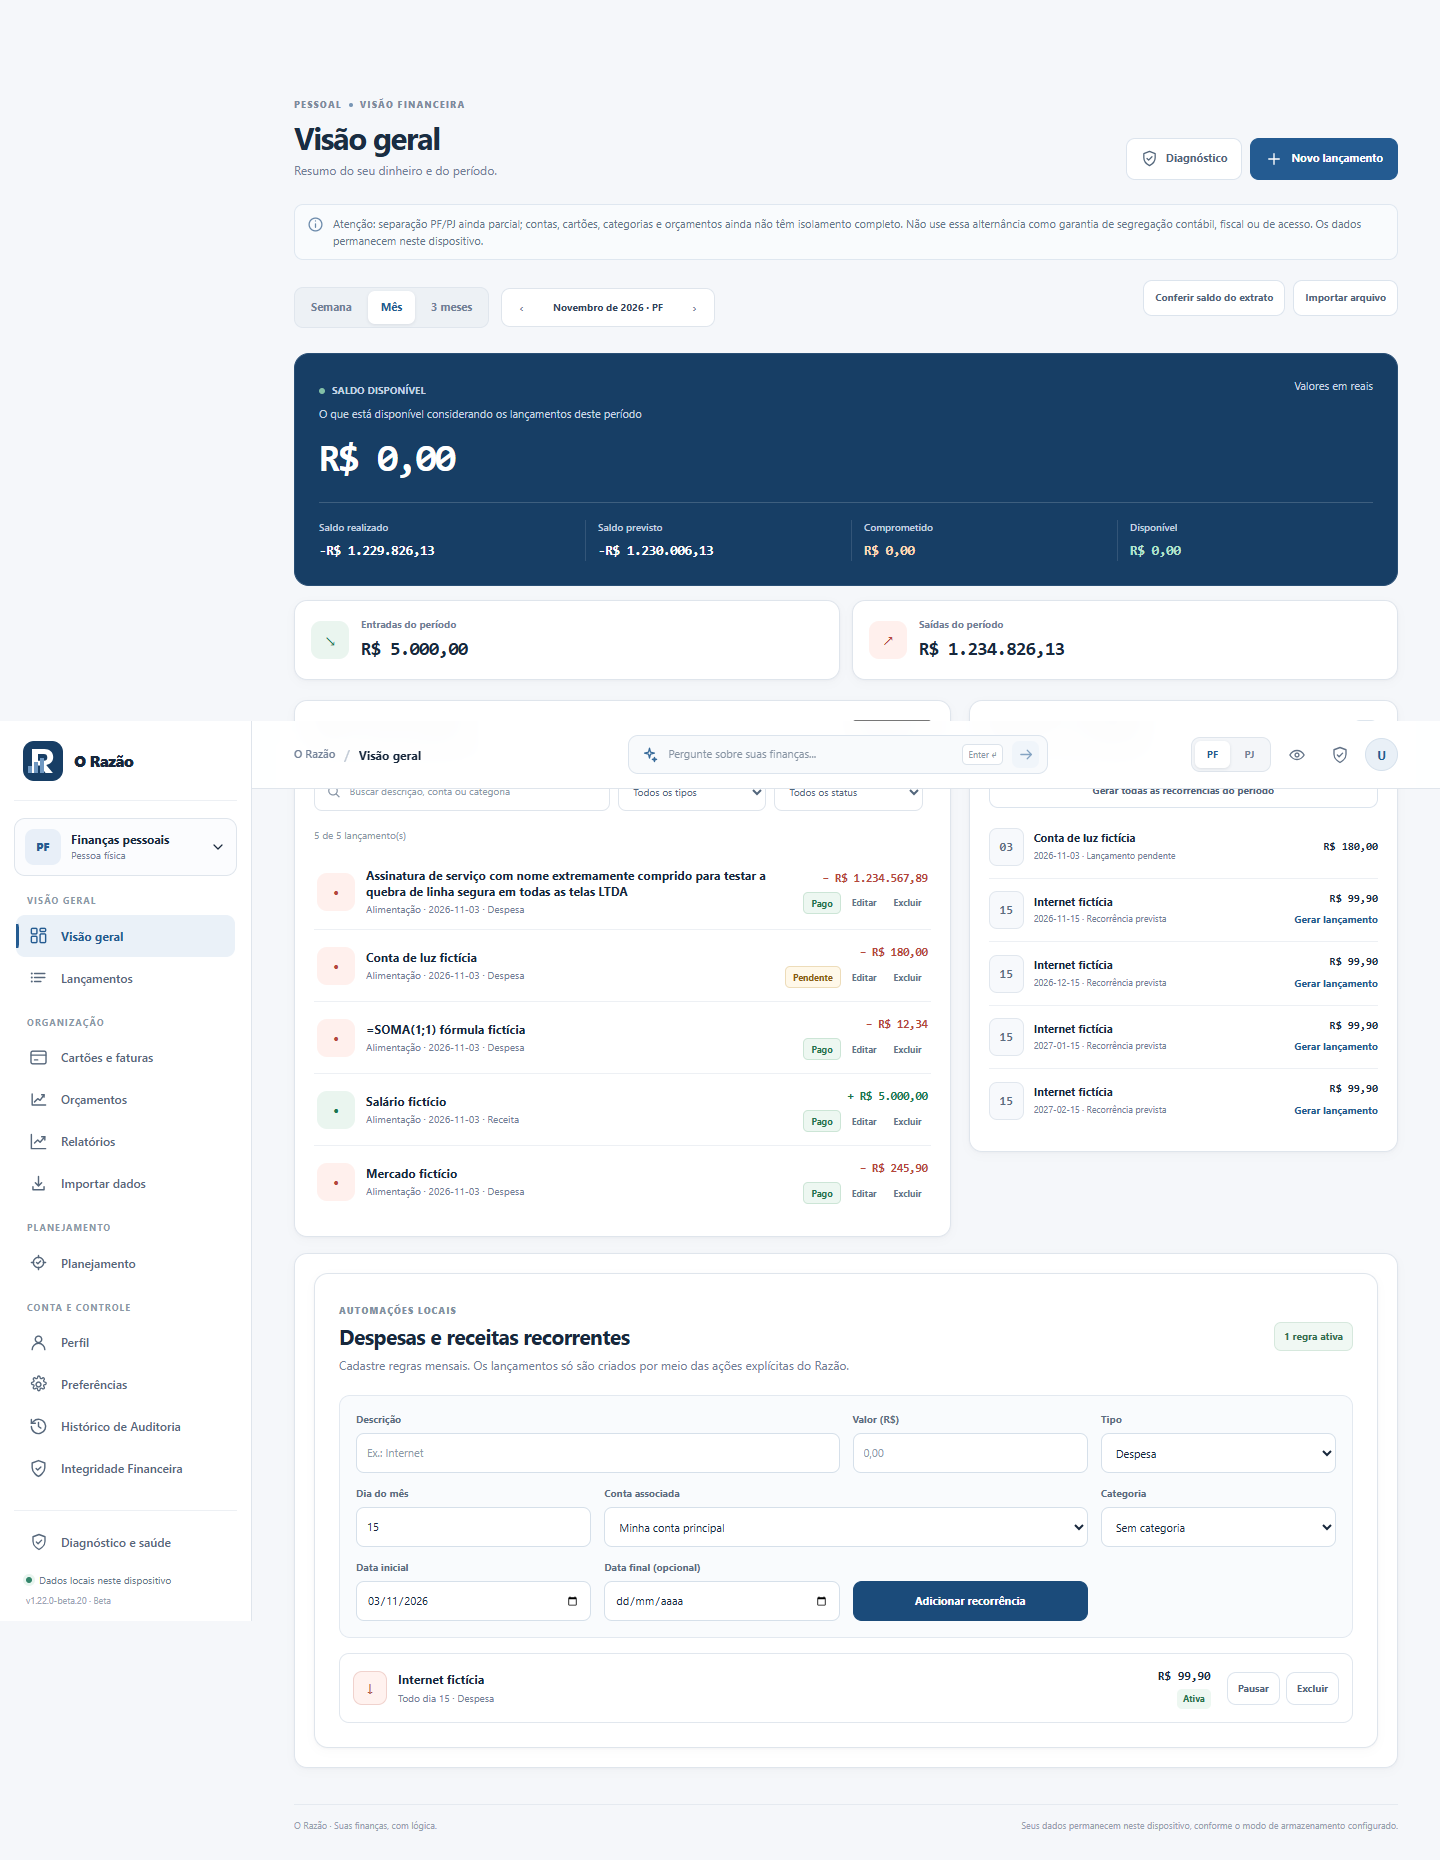 PESSOAL • VISÃO FINANCEIRA
Visão geral
Resumo do seu dinheiro e do período.
Diagnóstico
Novo lançamento
Atenção: separação PF/PJ ainda parcial; contas, cartões, categorias e orçamentos ainda não têm isolamento completo. Não use essa alternância como garantia de segregação contábil, fiscal ou de acesso. Os dados
permanecem neste dispositivo.
Semana
Mês
3 meses
‹
Novembro de 2026 · PF
›
Conferir saldo do extrato
Importar arquivo
SALDO DISPONÍVEL
Valores em reais
O que está disponível considerando os lançamentos deste período
R$ 0,00
Saldo realizado
-R$ 1.229.826,13
Saldo previsto
-R$ 1.230.006,13
Comprometido
R$ 0,00
Disponível
R$ 0,00
Entradas do período
R$ 5.000,00
Saídas do período
R$ 1.234.826,13
O Razão
Finanças pessoais
PF
Pessoa física
VISÃO GERAL
Visão geral
Lançamentos
ORGANIZAÇÃO
Cartões e faturas
Orçamentos
Relatórios
Importar dados
PLANEJAMENTO
Planejamento
CONTA E CONTROLE
Perfil
Preferências
Histórico de Auditoria
Integridade Financeira
Diagnóstico e saúde
Dados locais neste dispositivo
v1.22.0-beta.20 · Beta
O Razão / Visão geral
Pergunte sobre suas finanças...
Enter ↵
PF
PJ
U
Buscar descrição, conta ou categoria
Todos os tipos
Todos os status
5 de 5 lançamento(s)
Assinatura de serviço com nome extremamente comprido para testar a
quebra de linha segura em todas as telas LTDA
Alimentação · 2026-11-03 · Despesa
− R$ 1.234.567,89
Pago
Editar
Excluir
Conta de luz fictícia
Alimentação · 2026-11-03 · Despesa
− R$ 180,00
Pendente
Editar
Excluir
=SOMA(1;1) fórmula fictícia
Alimentação · 2026-11-03 · Despesa
− R$ 12,34
Pago
Editar
Excluir
Salário fictício
Alimentação · 2026-11-03 · Receita
+ R$ 5.000,00
Pago
Editar
Excluir
Mercado fictício
Alimentação · 2026-11-03 · Despesa
− R$ 245,90
Pago
Editar
Excluir
Gerar todas as recorrências do período
03
Conta de luz fictícia
2026-11-03 · Lançamento pendente
R$ 180,00
15
Internet fictícia
2026-11-15 · Recorrência prevista
R$ 99,90
Gerar lançamento
15
Internet fictícia
2026-12-15 · Recorrência prevista
R$ 99,90
Gerar lançamento
15
Internet fictícia
2027-01-15 · Recorrência prevista
R$ 99,90
Gerar lançamento
15
Internet fictícia
2027-02-15 · Recorrência prevista
R$ 99,90
Gerar lançamento
AUTOMAÇÕES LOCAIS
Despesas e receitas recorrentes
Cadastre regras mensais. Os lançamentos só são criados por meio das ações explícitas do Razão.
1 regra ativa
Descrição
Ex.: Internet
Valor (R$)
0,00
Tipo
Despesa
Dia do mês
15
Conta associada
Minha conta principal
Categoria
Sem categoria
Data inicial
03/11/2026
Data final (opcional)
dd/mm/aaaa
Adicionar recorrência
Internet fictícia
Todo dia 15 · Despesa
R$ 99,90
Ativa
Pausar
Excluir
O Razão · Suas finanças, com lógica.
Seus dados permanecem neste dispositivo, conforme o modo de armazenamento configurado.